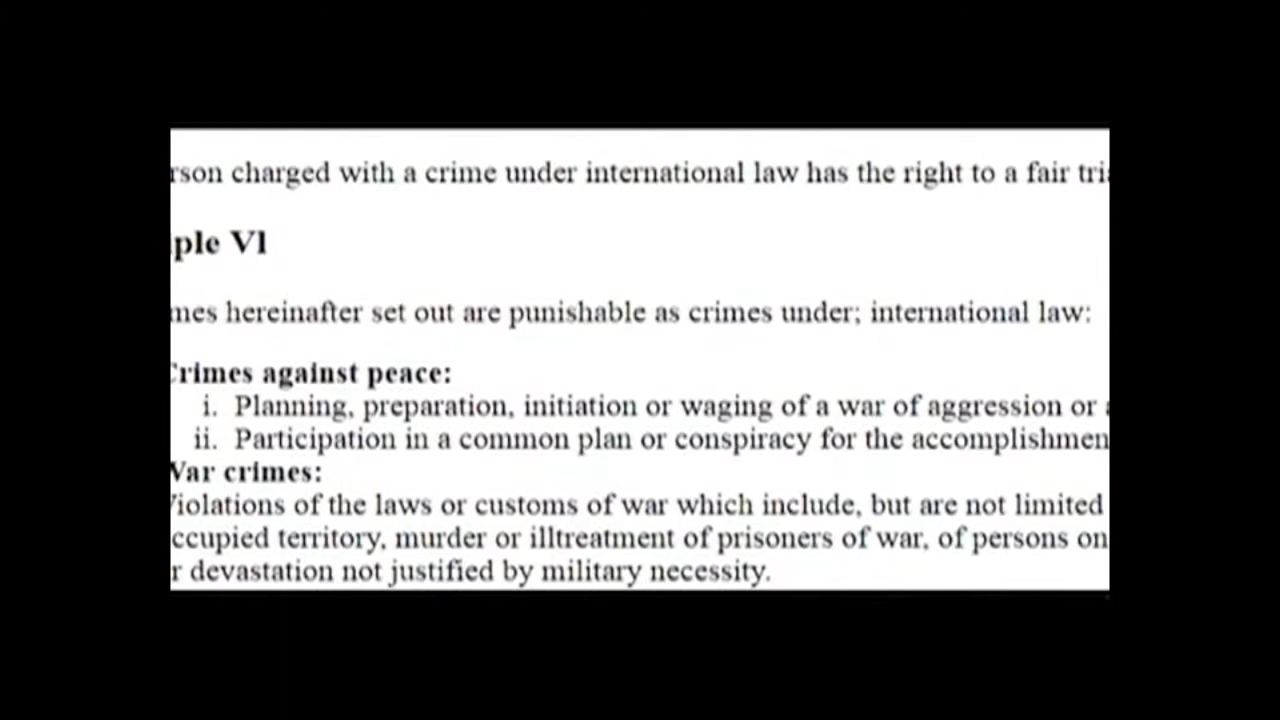 rson charged with a crime under international law has the right to a fair tri
ple VI
mes hereinafter set out are punishable as crimes under; international law:
Crimes against peace:
i. Planning, preparation, initiation or waging of a war of aggression or
ii. Participation in a common plan or conspiracy for the accomplishmen
War crimes:
Violations of the laws or customs of war which include, but are not limited
ccupied territory, murder or illtreatment of prisoners of war, of persons on
r devastation not justified by military necessity.